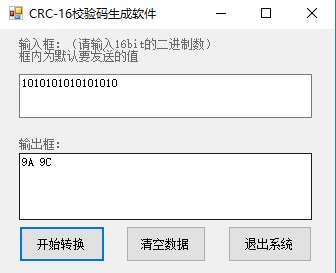 CRC-16校验码生成软件
输入框: (请输入16bit的二进制数)
框内为默认要发送的值
1010101010101010
输出框:
9A 9C
开始转换
清空数据
退出系统